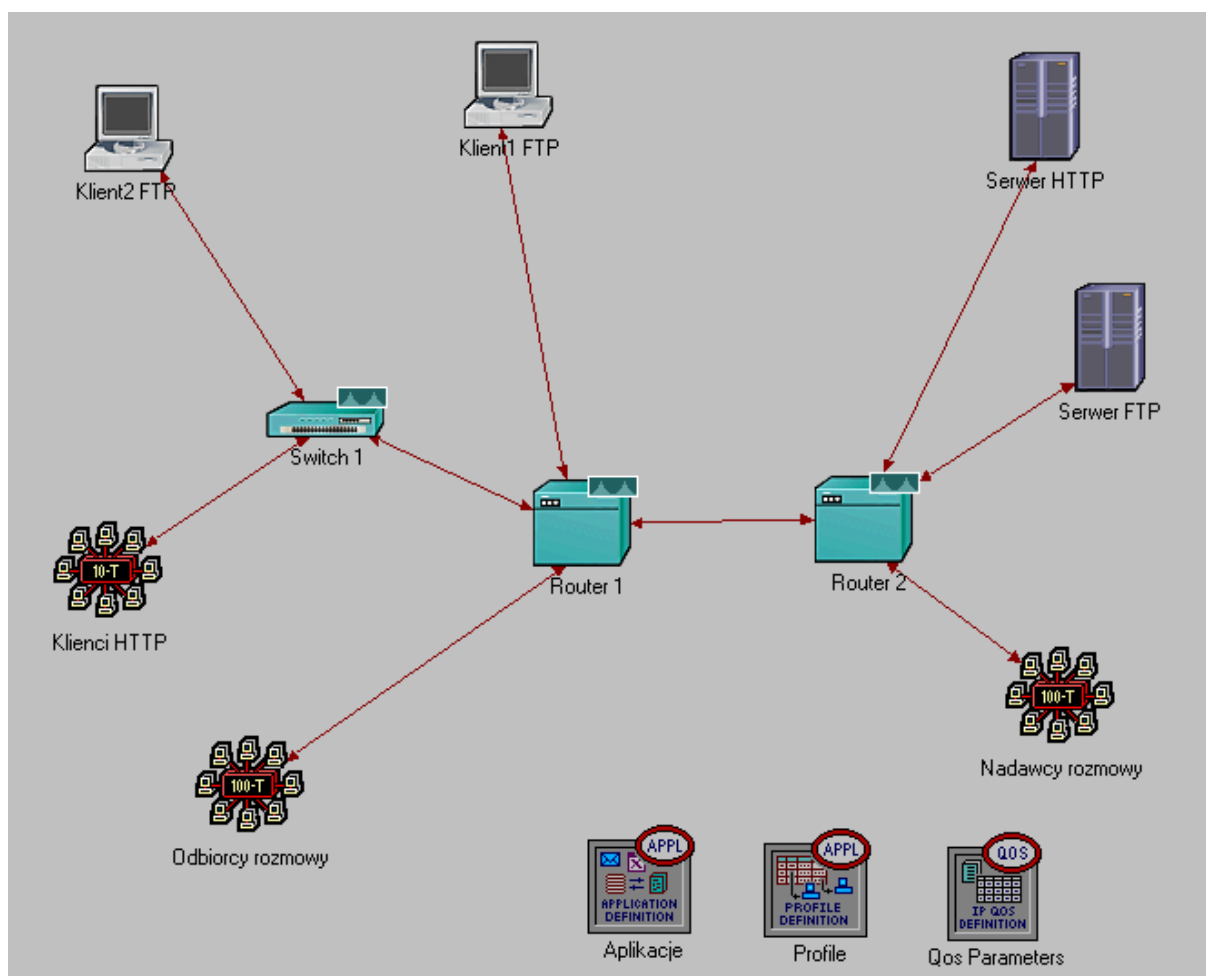 Klient2 FTP
Klient1 FTP
Serwer HTTP
Serwer FTP
Switch 1
Router 1
Router 2
10-T
Klienci HTTP
100-T
Nadawcy rozmowy
100-T
Odbiorcy rozmowy
APPL
APPLICATION
DEFINITION
Aplikacje
APPL
PROFILE
DEFINITION
Profile
QOS
IP QOS
DEFINITION
Qos Parameters